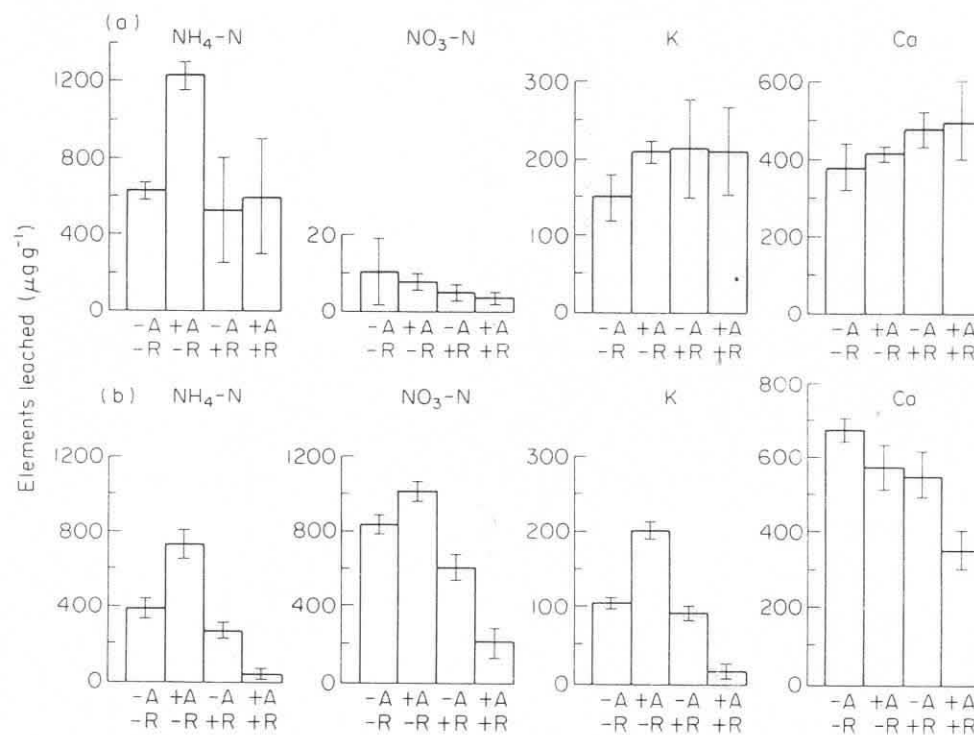 (a)
NH₄-N
NO₃-N
K
Ca
1200
800
400
0
20
0
300
200
100
0
600
400
200
0
-A +A -A +A
-R -R +R +R
-A +A -A +A
-R -R +R +R
-A +A -A +A
-R -R +R +R
-A +A -A +A
-R -R +R +R
Elements leached (μg g⁻¹)
(b)
NH₄-N
NO₃-N
K
Ca
1200
800
400
0
1200
800
400
0
300
200
100
0
800
600
400
200
0
-A +A -A +A
-R -R +R +R
-A +A -A +A
-R -R +R +R
-A +A -A +A
-R -R +R +R
-A +A -A +A
-R -R +R +R